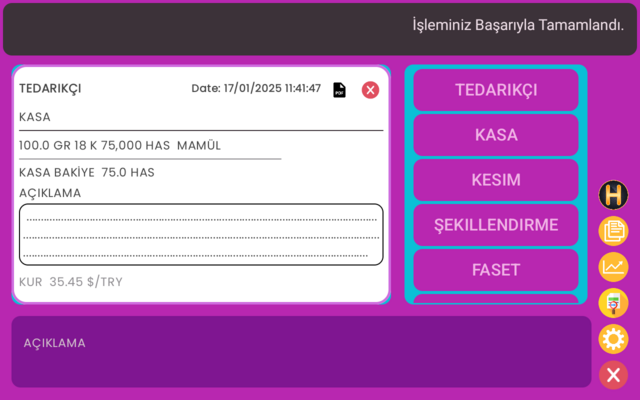 İşleminiz Başarıyla Tamamlandı.
TEDARIKÇI
Date: 17/01/2025 11:41:47
PDF
KASA
100.0 GR 18 K 75,000 HAS MAMÜL
KASA BAKİYE 75.0 HAS
AÇIKLAMA
KUR 35.45 $/TRY
TEDARIKÇI
KASA
KESIM
ŞEKILLENDIRME
FASET
H
AÇIKLAMA